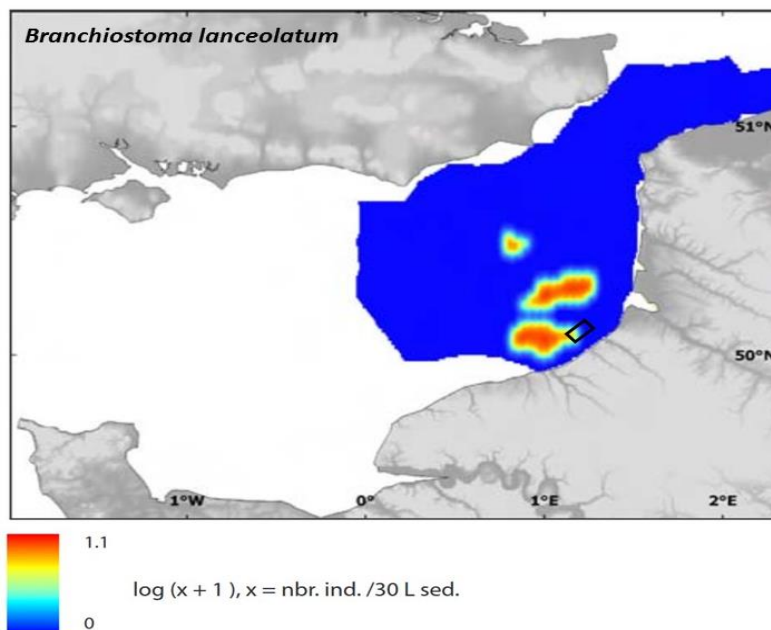 Branchiostoma lanceolatum
51°N
50°N
1°W 0° 1°E 2°E
1.1
log (x + 1 ), x = nbr. ind. /30 L sed.
0